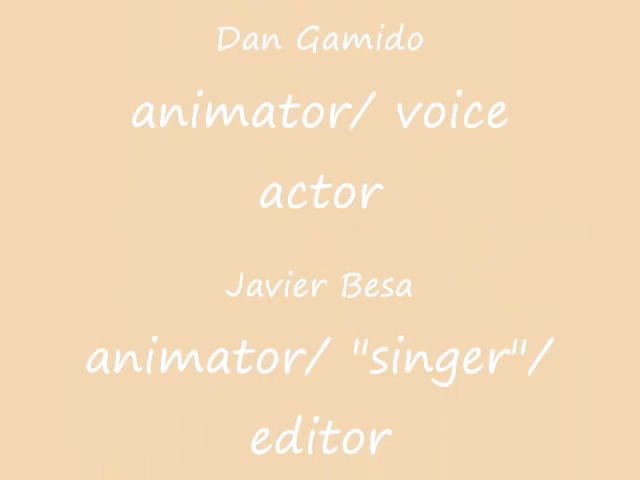 Dan Gamido
animator/ voice
actor
Javier Besa
animator/ "singer"/
editor